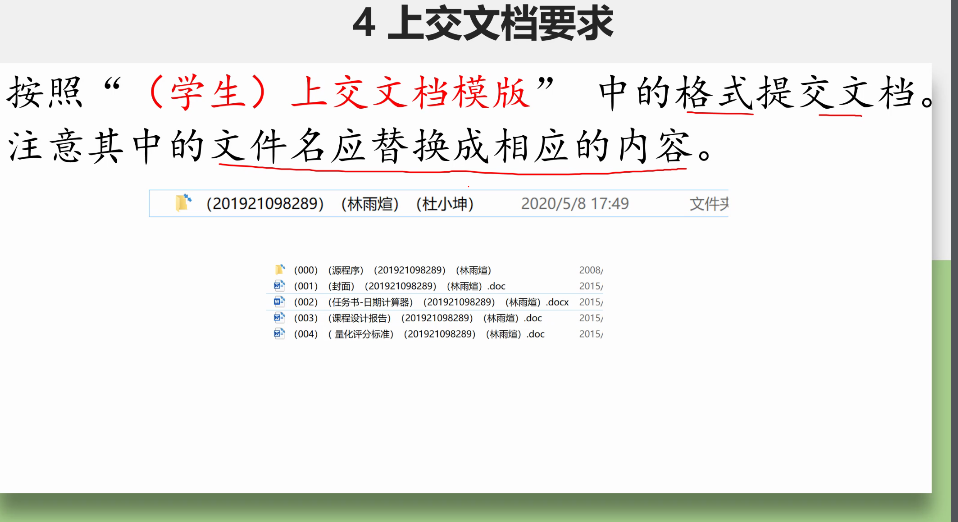 4 上交文档要求
按照“（学生）上交文档模版” 中的格式提交文档。
注意其中的文件名应替换成相应的内容。
（201921098289）（林雨煊）（杜小坤） 2020/5/8 17:49 文件夹
（000）（源程序）（201921098289）（林雨煊） 2008/
（001）（封面）（201921098289）（林雨煊）.doc 2015/
（002）（任务书-日期计算器）（201921098289）（林雨煊）.docx 2015/
（003）（课程设计报告）（201921098289）（林雨煊）.doc 2015/
（004）（ 量化评分标准）（201921098289）（林雨煊）.doc 2015/